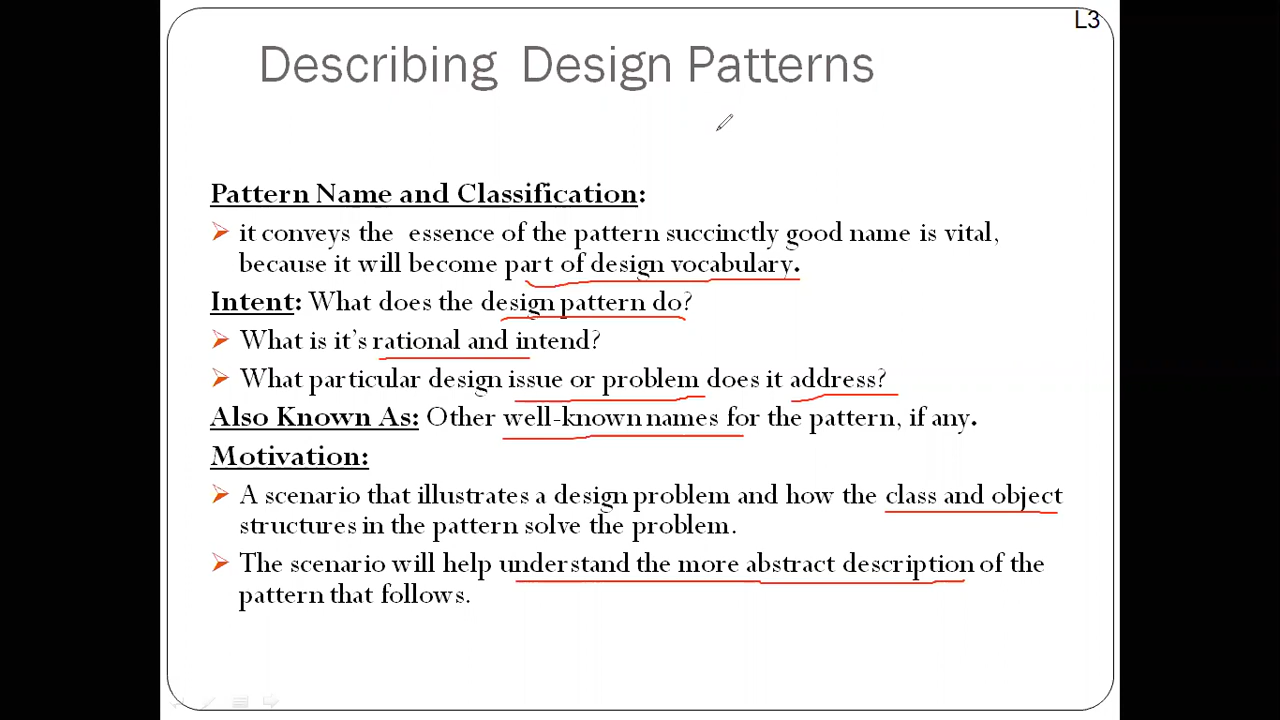 L3
Describing Design Patterns
Pattern Name and Classification:
it conveys the essence of the pattern succinctly good name is vital,
because it will become part of design vocabulary.
Intent: What does the design pattern do?
What is it's rational and intend?
What particular design issue or problem does it address?
Also Known As: Other well-known names for the pattern, if any.
Motivation:
A scenario that illustrates a design problem and how the class and object
structures in the pattern solve the problem.
The scenario will help understand the more abstract description of the
pattern that follows.